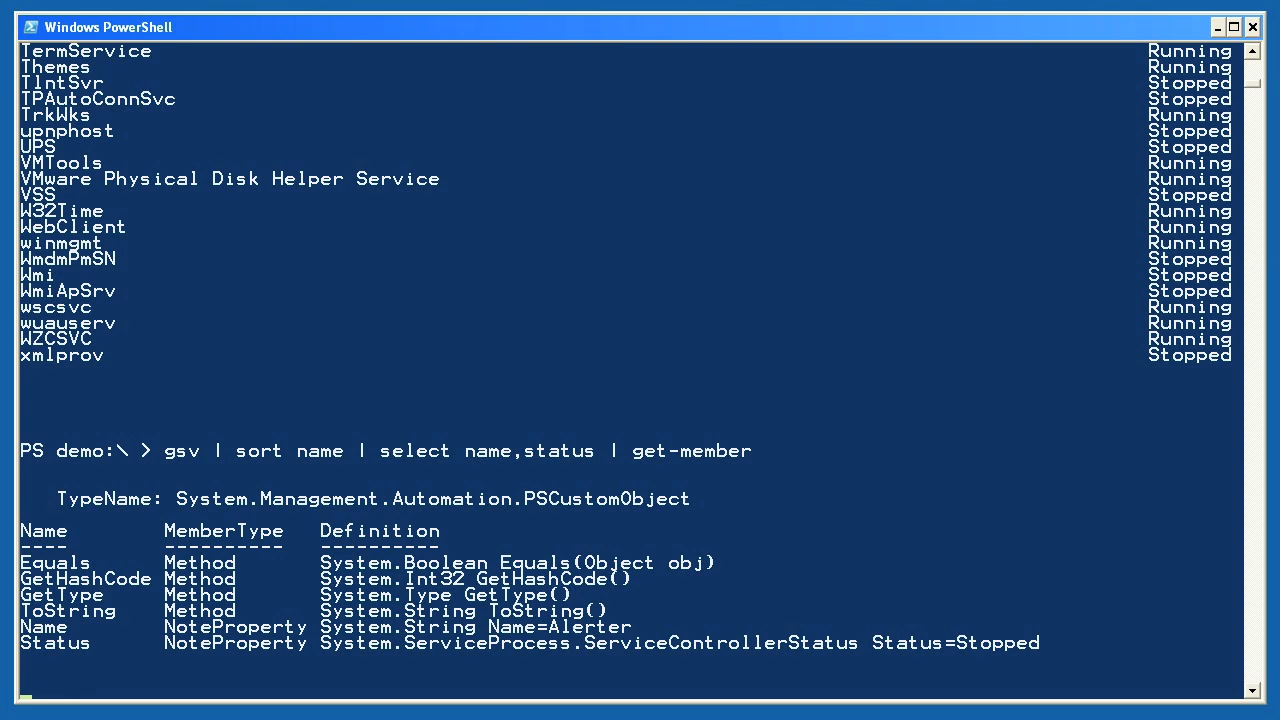 Windows PowerShell
TermService Running
Themes Running
TlntSvr Stopped
TPAutoConnSvc Stopped
TrkWks Running
upnphost Stopped
UPS Stopped
VMTools Running
VMware Physical Disk Helper Service Running
VSS Stopped
W32Time Running
WebClient Running
winmgmt Running
WmdmPmSN Stopped
Wmi Stopped
WmiApSrv Stopped
wscsvc Running
wuauserv Running
WZCSVC Running
xmlprov Stopped
PS demo:\ > gsv | sort name | select name,status | get-member
TypeName: System.Management.Automation.PSCustomObject
Name MemberType Definition
---- ---------- ----------
Equals Method System.Boolean Equals(Object obj)
GetHashCode Method System.Int32 GetHashCode()
GetType Method System.Type GetType()
ToString Method System.String ToString()
Name NoteProperty System.String Name=Alerter
Status NoteProperty System.ServiceProcess.ServiceControllerStatus Status=Stopped